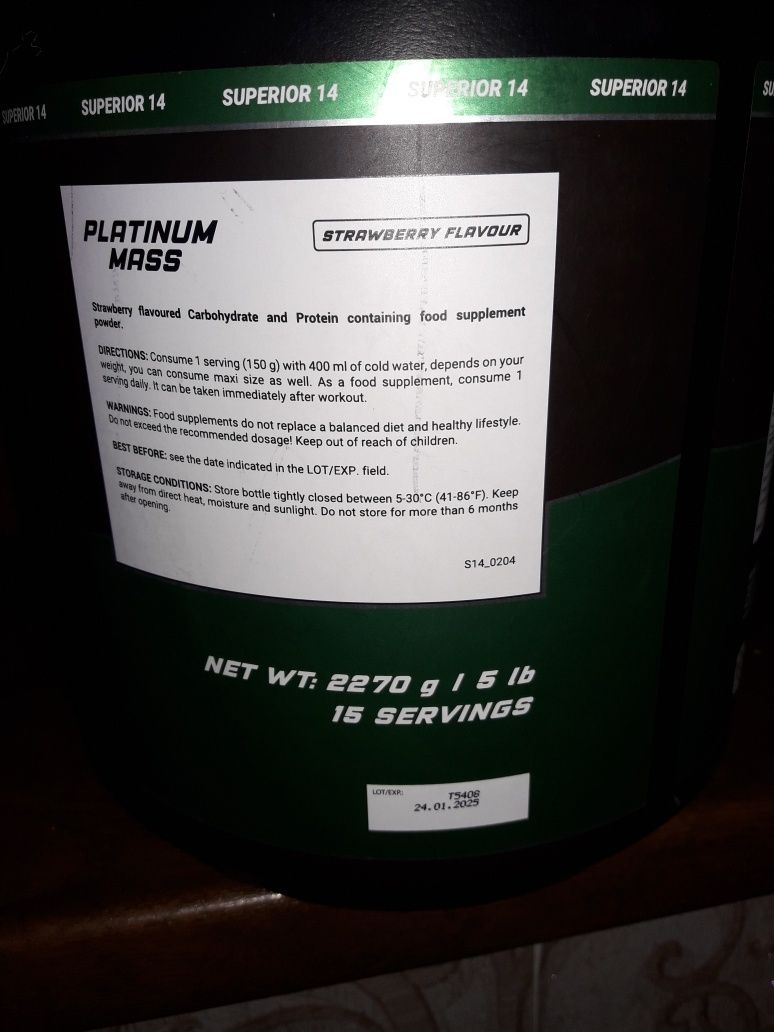 SUPERIOR 14 SUPERIOR 14 SUPERIOR 14 SUPERIOR 14 SUPERIOR 14 SU
PLATINUM
MASS
STRAWBERRY FLAVOUR
Strawberry flavoured Carbohydrate and Protein containing food supplement
powder.
DIRECTIONS: Consume 1 serving (150 g) with 400 ml of cold water, depends on your
weight, you can consume maxi size as well. As a food supplement, consume 1
serving daily. It can be taken immediately after workout.
WARNINGS: Food supplements do not replace a balanced diet and healthy lifestyle.
Do not exceed the recommended dosage! Keep out of reach of children.
BEST BEFORE: see the date indicated in the LOT/EXP. field.
STORAGE CONDITIONS: Store bottle tightly closed between 5-30°C (41-86°F). Keep
away from direct heat, moisture and sunlight. Do not store for more than 6 months
after opening.
S14_0204
NET WT: 2270 g / 5 lb
15 SERVINGS
LOT/EXP.: T5408
24.01.2025